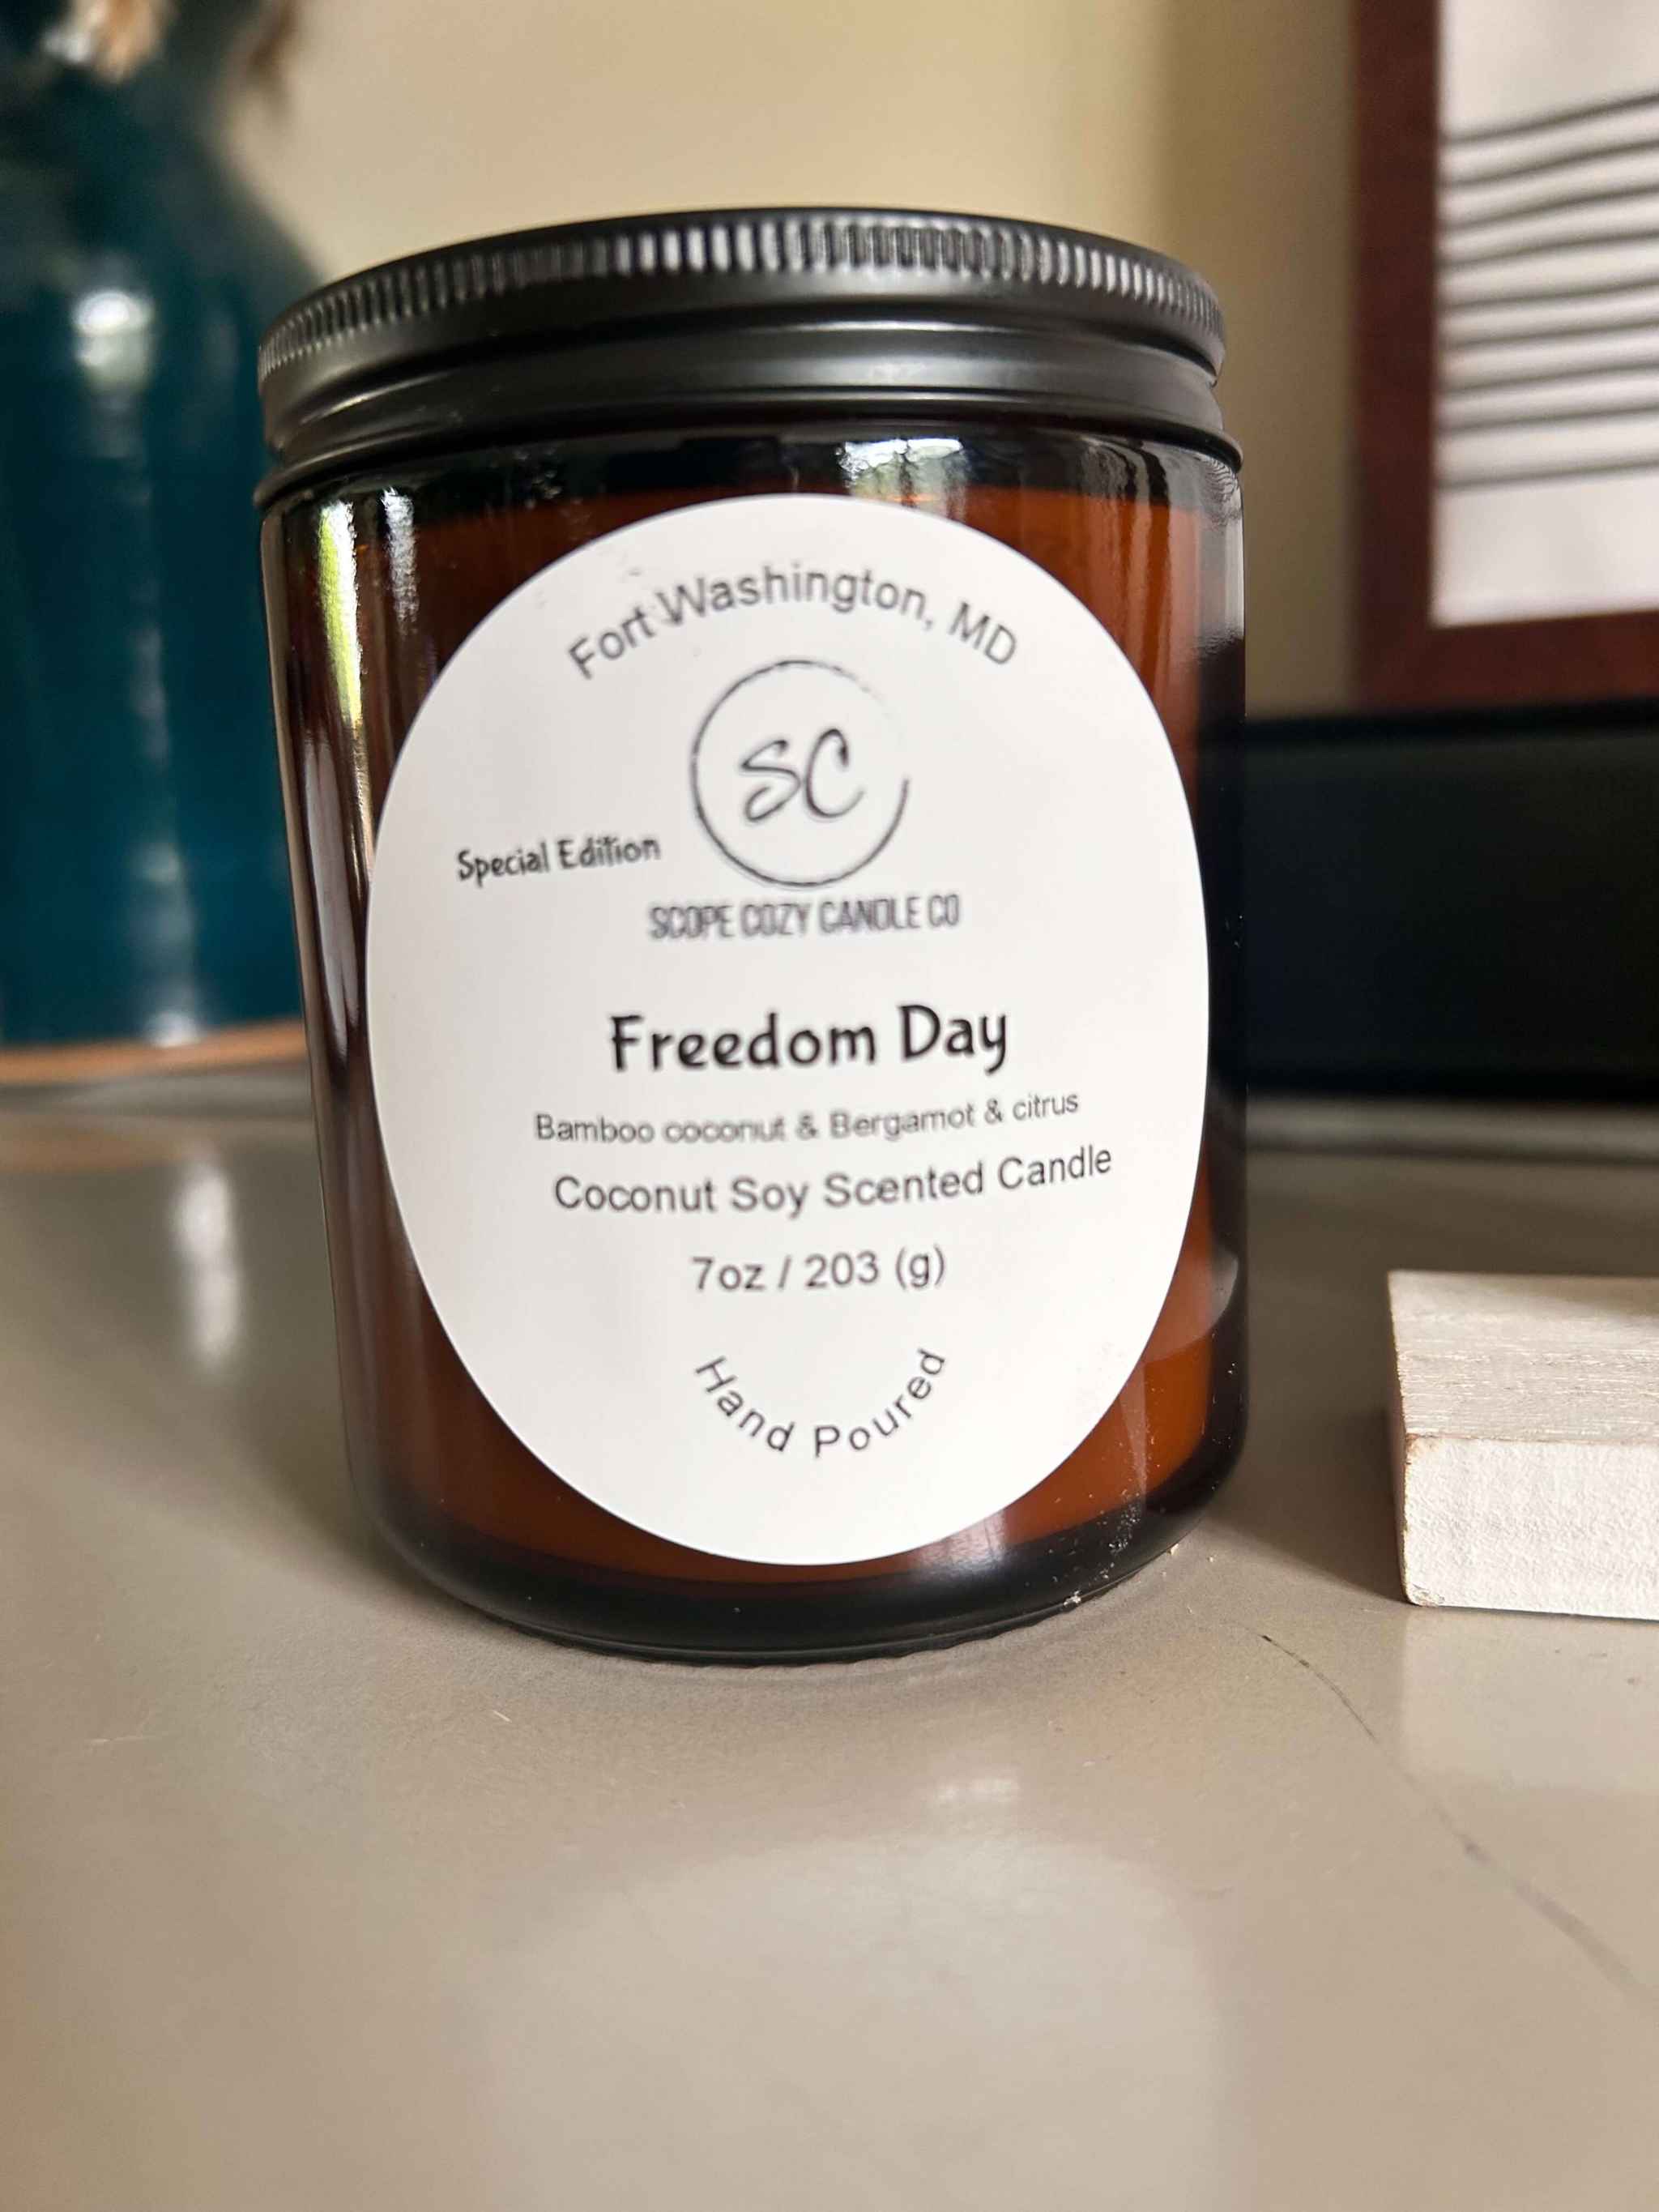 Fort Washington, MD
SC
Special Edition
SCOPE COZY CANDLE CO
Freedom Day
Bamboo coconut & Bergamot & citrus
Coconut Soy Scented Candle
7oz / 203 (g)
Hand Poured